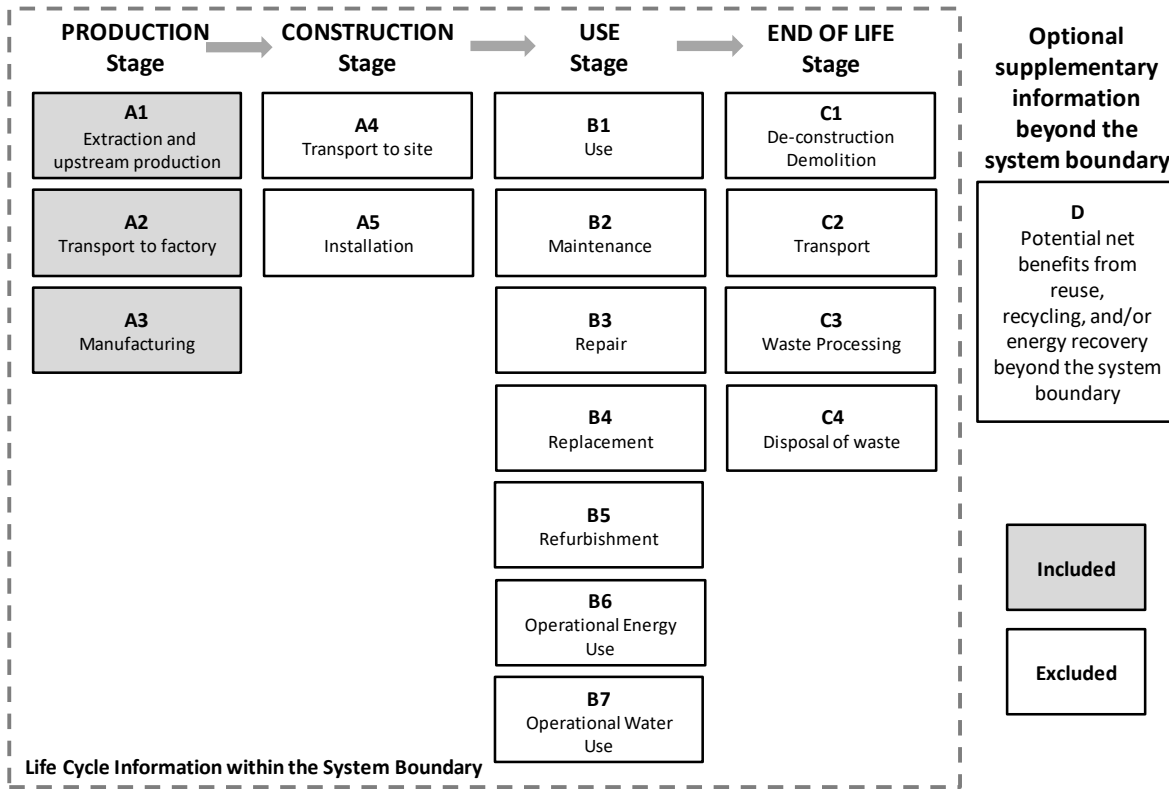 PRODUCTION
Stage
CONSTRUCTION
Stage
USE
Stage
END OF LIFE
Stage
A1
Extraction and
upstream production
A2
Transport to factory
A3
Manufacturing
A4
Transport to site
A5
Installation
B1
Use
B2
Maintenance
B3
Repair
B4
Replacement
B5
Refurbishment
B6
Operational Energy
Use
B7
Operational Water
Use
C1
De-construction
Demolition
C2
Transport
C3
Waste Processing
C4
Disposal of waste
Life Cycle Information within the System Boundary
Optional
supplementary
information
beyond the
system boundary
D
Potential net
benefits from
reuse,
recycling, and/or
energy recovery
beyond the system
boundary
Included
Excluded